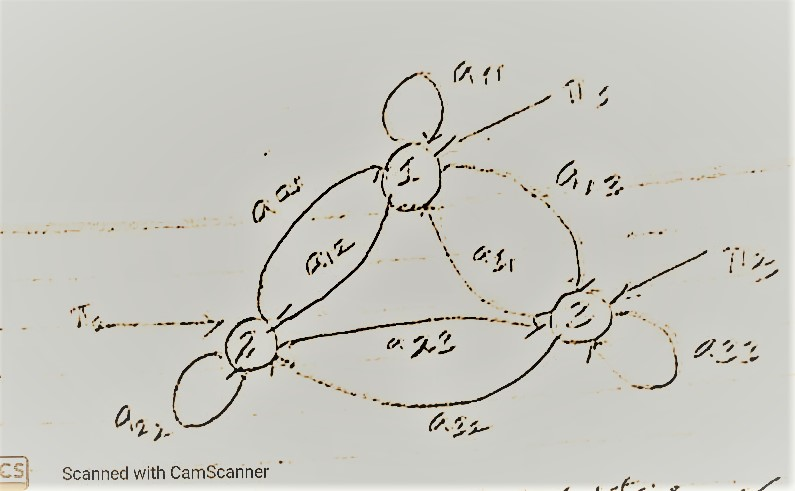 a11
π1
1
a21
a13
a12
a31
π3
π2
2
3
a23
a33
a22
a32
CS Scanned with CamScanner